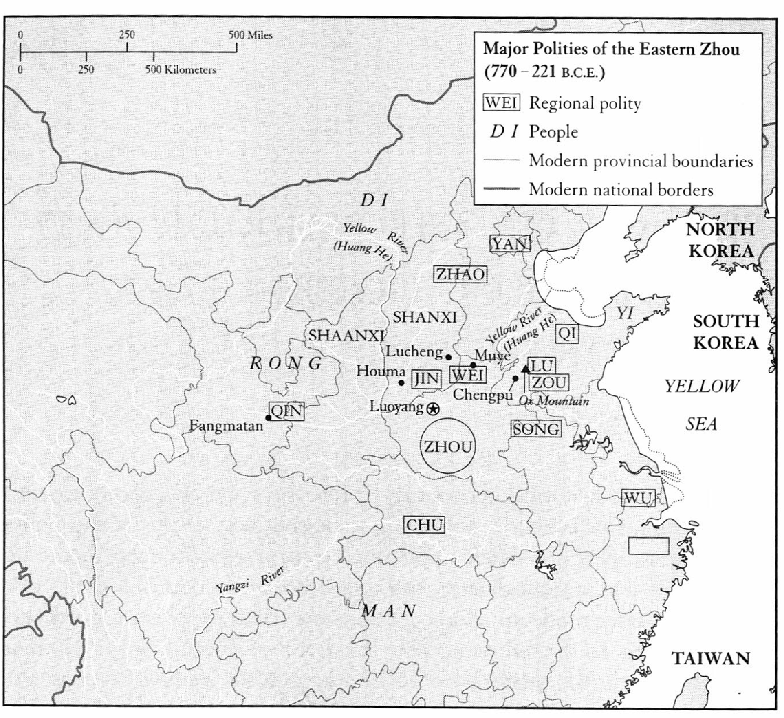 0 250 500 Miles
0 250 500 Kilometers
Major Polities of the Eastern Zhou
(770 – 221 B.C.E.)
WEI Regional polity
D I People
Modern provincial boundaries
Modern national borders
D I
Yellow River
(Huang He)
YAN
NORTH
KOREA
ZHAO
SHANXI
SHAANXI
Yellow River
(Huang He)
YI
QI
SOUTH
KOREA
RONG
Lucheng
Muye
LU
Houma
JIN
WEI
ZOU
YELLOW
SEA
Chengpu
Ox Mountain
QIN
Luoyang
Fangmatan
ZHOU
SONG
WU
CHU
Yangzi River
MAN
TAIWAN